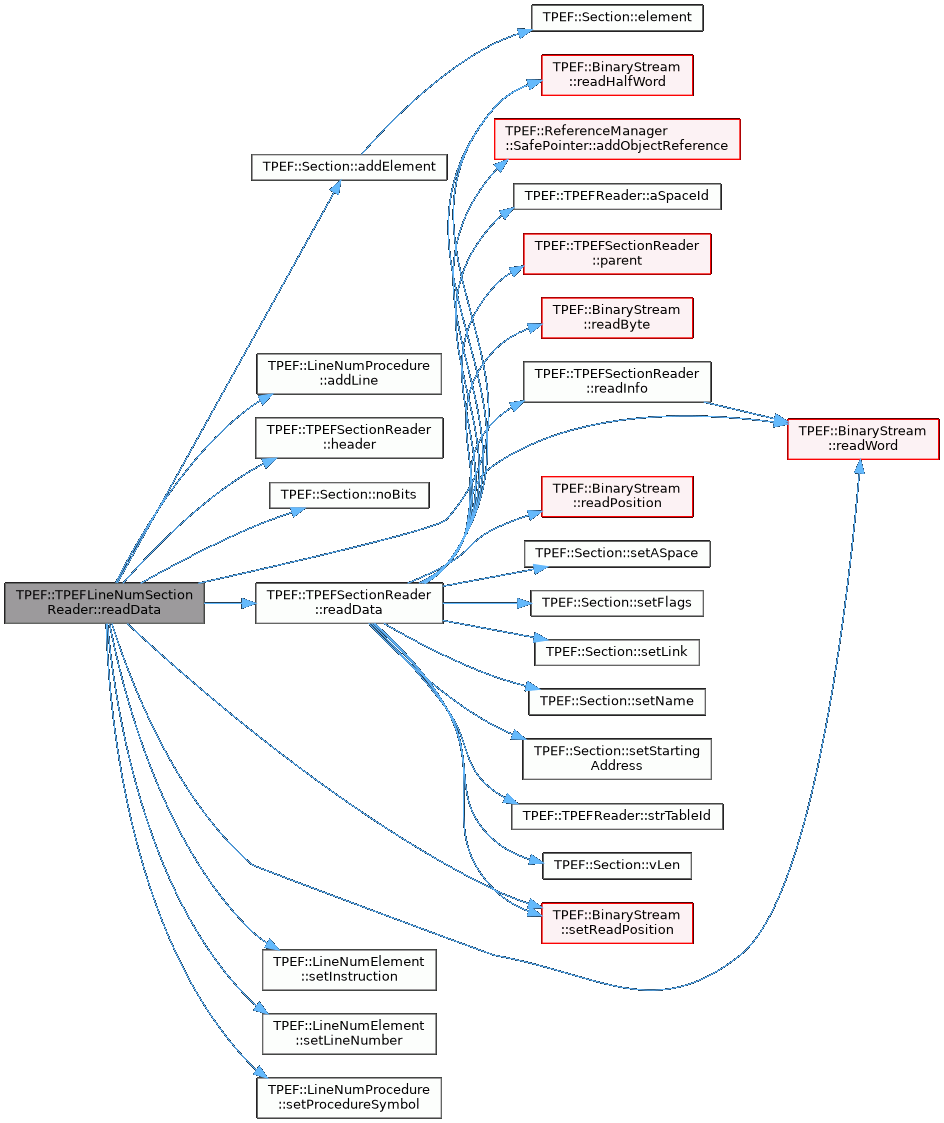 TPEF::Section::element
TPEF::BinaryStream
::readHalfWord
TPEF::ReferenceManager
::SafePointer::addObjectReference
TPEF::Section::addElement
TPEF::TPEFReader::aSpaceId
TPEF::TPEFSectionReader
::parent
TPEF::BinaryStream
::readByte
TPEF::LineNumProcedure
::addLine
TPEF::TPEFSectionReader
::readInfo
TPEF::TPEFSectionReader
::header
TPEF::BinaryStream
::readWord
TPEF::Section::noBits
TPEF::BinaryStream
::readPosition
TPEF::Section::setASpace
TPEF::TPEFLineNumSection
Reader::readData
TPEF::TPEFSectionReader
::readData
TPEF::Section::setFlags
TPEF::Section::setLink
TPEF::Section::setName
TPEF::Section::setStarting
Address
TPEF::TPEFReader::strTableId
TPEF::Section::vLen
TPEF::BinaryStream
::setReadPosition
TPEF::LineNumElement
::setInstruction
TPEF::LineNumElement
::setLineNumber
TPEF::LineNumProcedure
::setProcedureSymbol